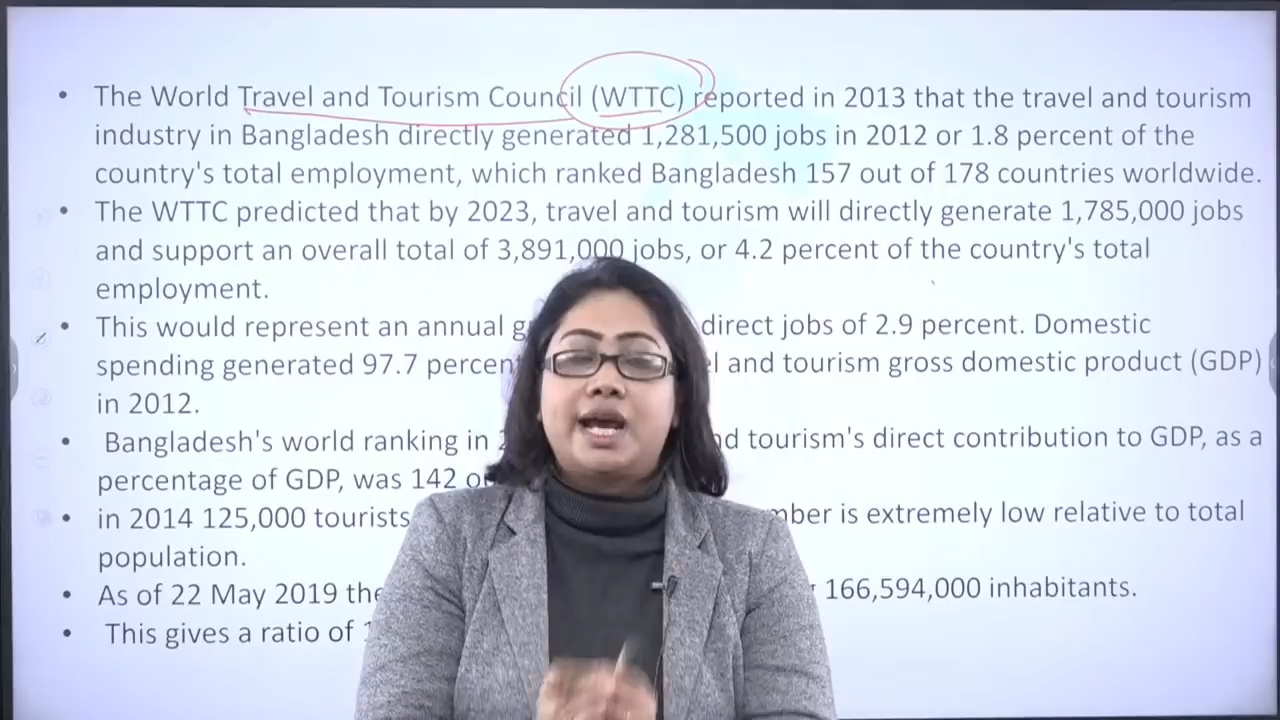 • The World Travel and Tourism Council (WTTC) reported in 2013 that the travel and tourism
industry in Bangladesh directly generated 1,281,500 jobs in 2012 or 1.8 percent of the
country's total employment, which ranked Bangladesh 157 out of 178 countries worldwide.
• The WTTC predicted that by 2023, travel and tourism will directly generate 1,785,000 jobs
and support an overall total of 3,891,000 jobs, or 4.2 percent of the country's total
employment.
• This would represent an annual direct jobs of 2.9 percent. Domestic
spending generated 97.7 percent and tourism gross domestic product (GDP)
in 2012.
• Bangladesh's world ranking in tourism's direct contribution to GDP, as a
percentage of GDP, was 142
• in 2014 125,000 tourists is extremely low relative to total
population.
• As of 22 May 2019 166,594,000 inhabitants.
• This gives a ratio of